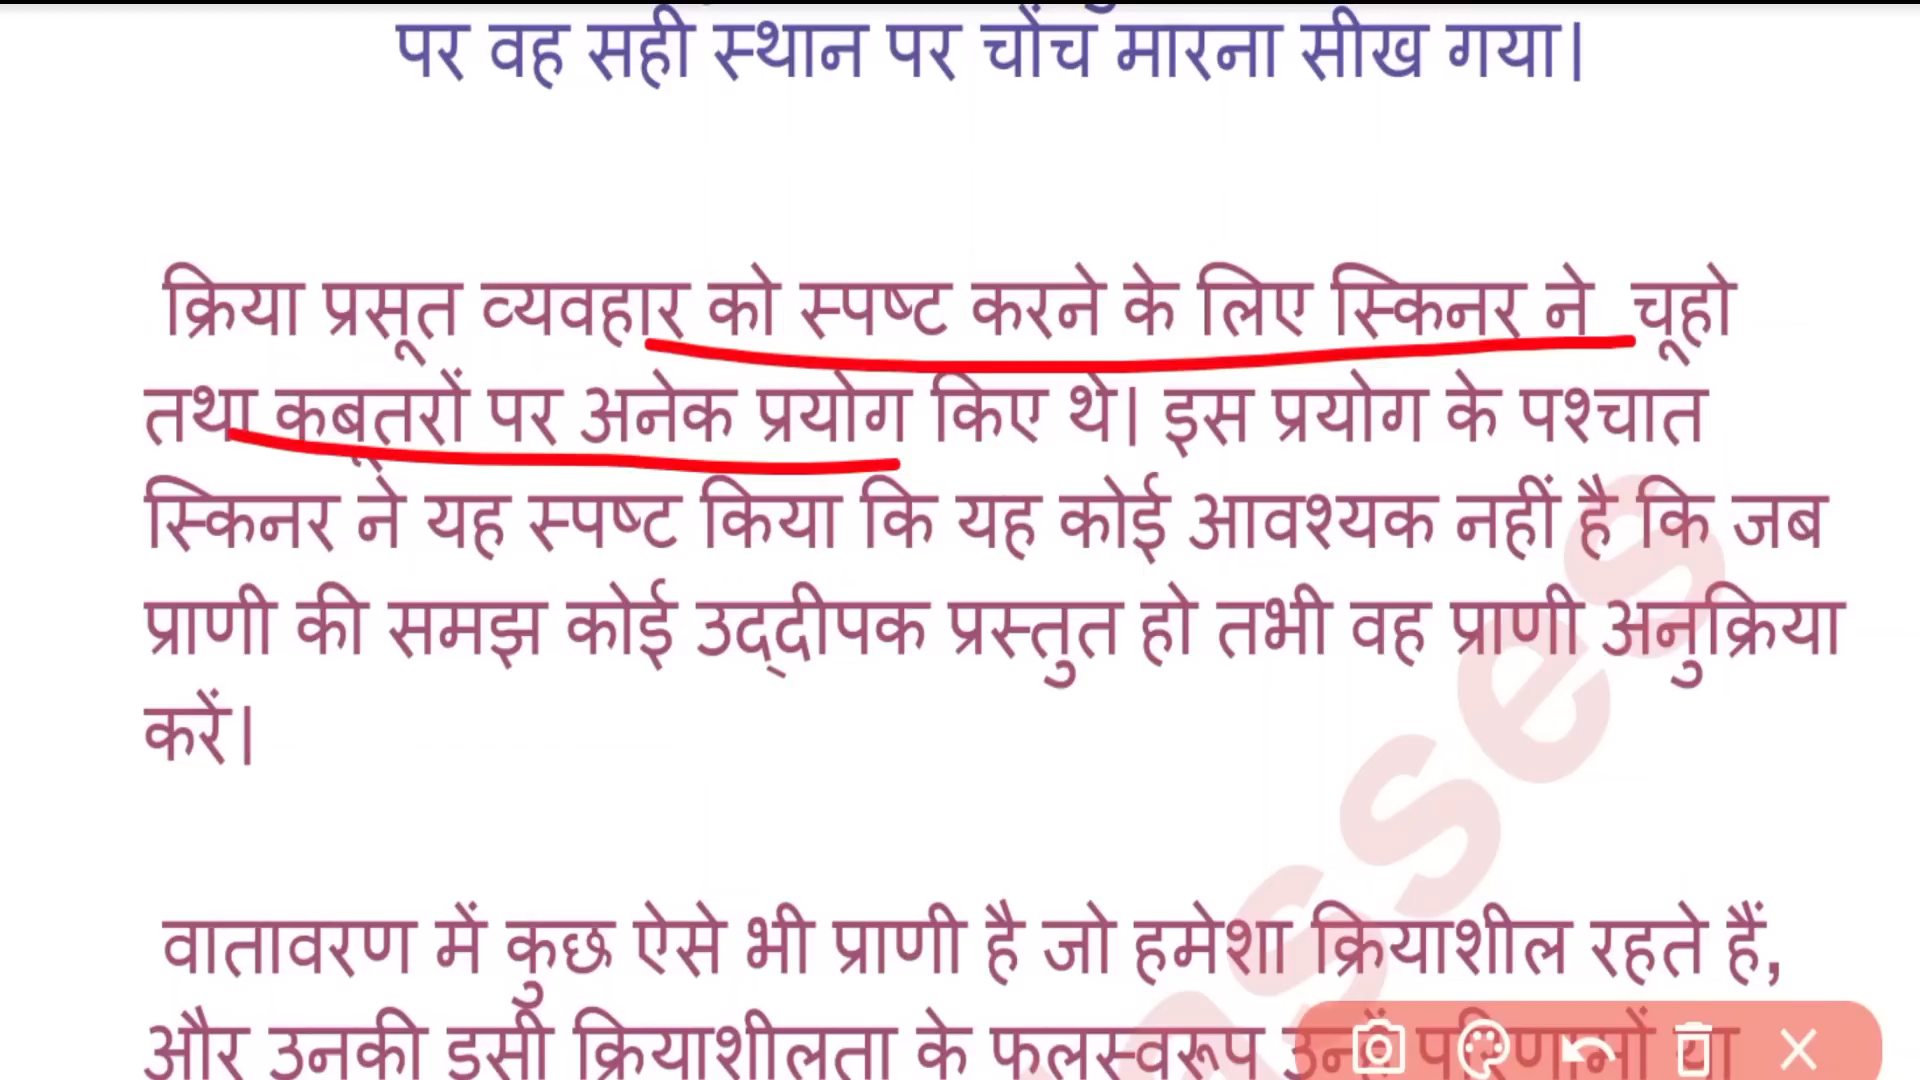 पर वह सही स्थान पर चोंच मारना सीख गया|
क्रिया प्रसूत व्यवहार को स्पष्ट करने के लिए स्किनर ने चूहो
तथा कबूतरों पर अनेक प्रयोग किए थे| इस प्रयोग के पश्चात
स्किनर ने यह स्पष्ट किया कि यह कोई आवश्यक नहीं है कि जब
प्राणी की समझ कोई उद्दीपक प्रस्तुत हो तभी वह प्राणी अनुक्रिया
करें|
वातावरण में कुछ ऐसे भी प्राणी है जो हमेशा क्रियाशील रहते हैं,
और उनकी इसी क्रियाशीलता के फलस्वरूप उन्हें परिणामों या